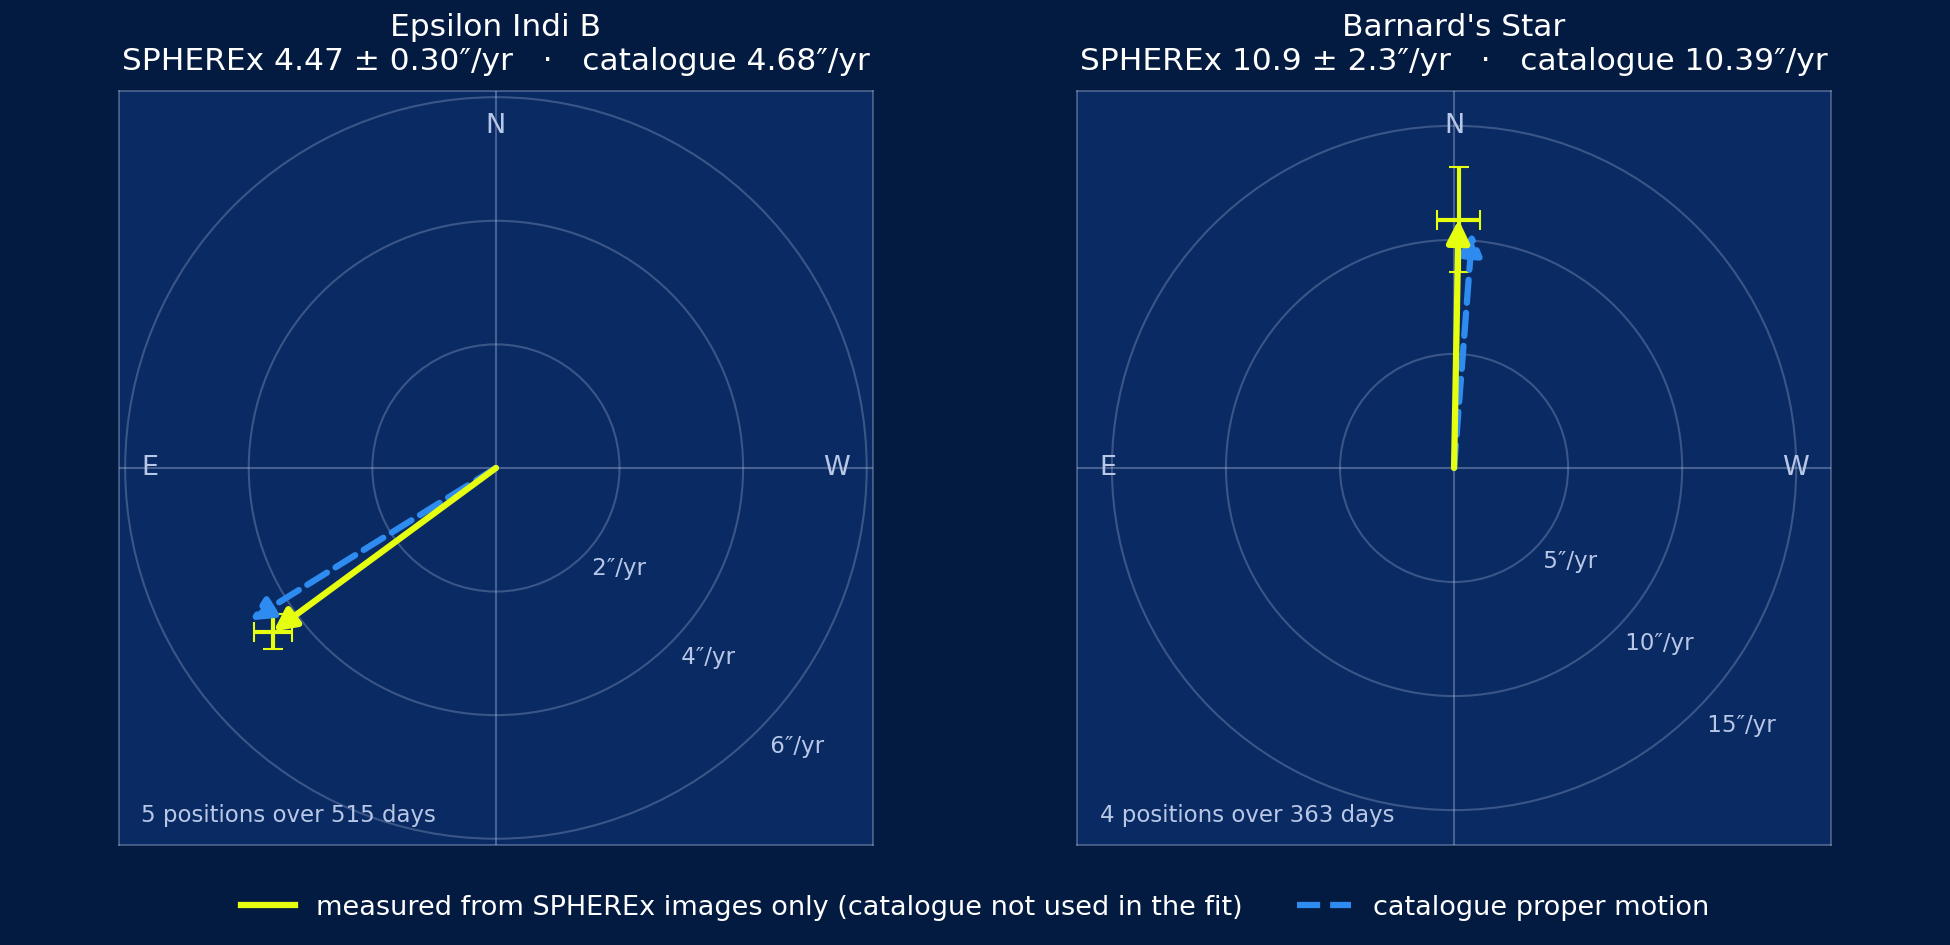 Epsilon Indi B
SPHEREx 4.47 ± 0.30″/yr · catalogue 4.68″/yr
N
E
W
2″/yr
4″/yr
6″/yr
5 positions over 515 days
Barnard's Star
SPHEREx 10.9 ± 2.3″/yr · catalogue 10.39″/yr
N
E
W
5″/yr
10″/yr
15″/yr
4 positions over 363 days
measured from SPHEREx images only (catalogue not used in the fit)
catalogue proper motion